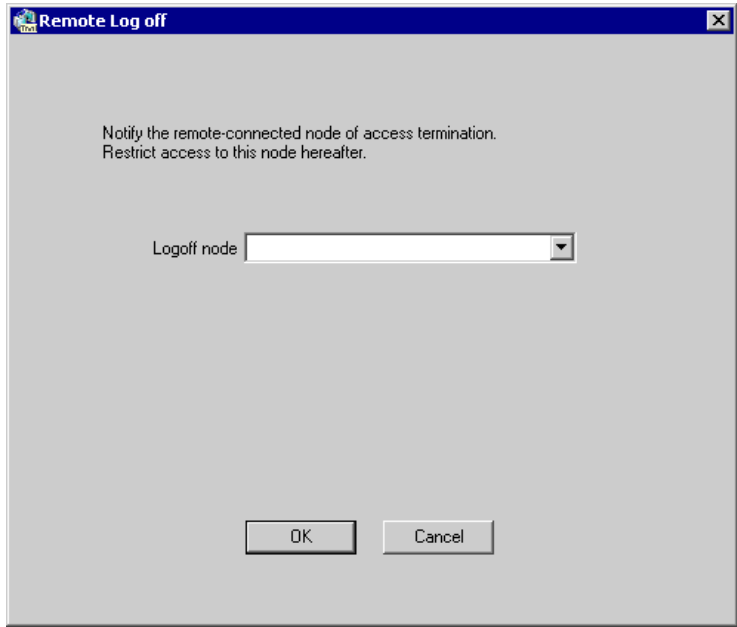 Remote Log off
Notify the remote-connected node of access termination.
Restrict access to this node hereafter.
Logoff node
OK
Cancel